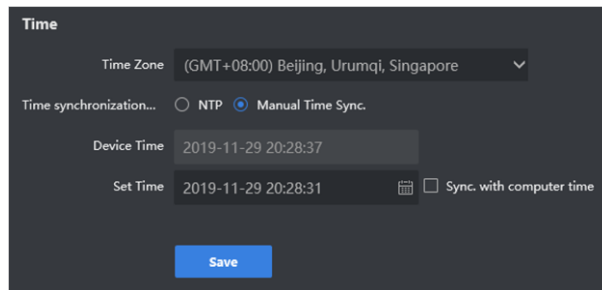 Time
Time Zone (GMT+08:00) Beijing, Urumqi, Singapore
Time synchronization... NTP Manual Time Sync.
Device Time 2019-11-29 20:28:37
Set Time 2019-11-29 20:28:31 Sync. with computer time
Save